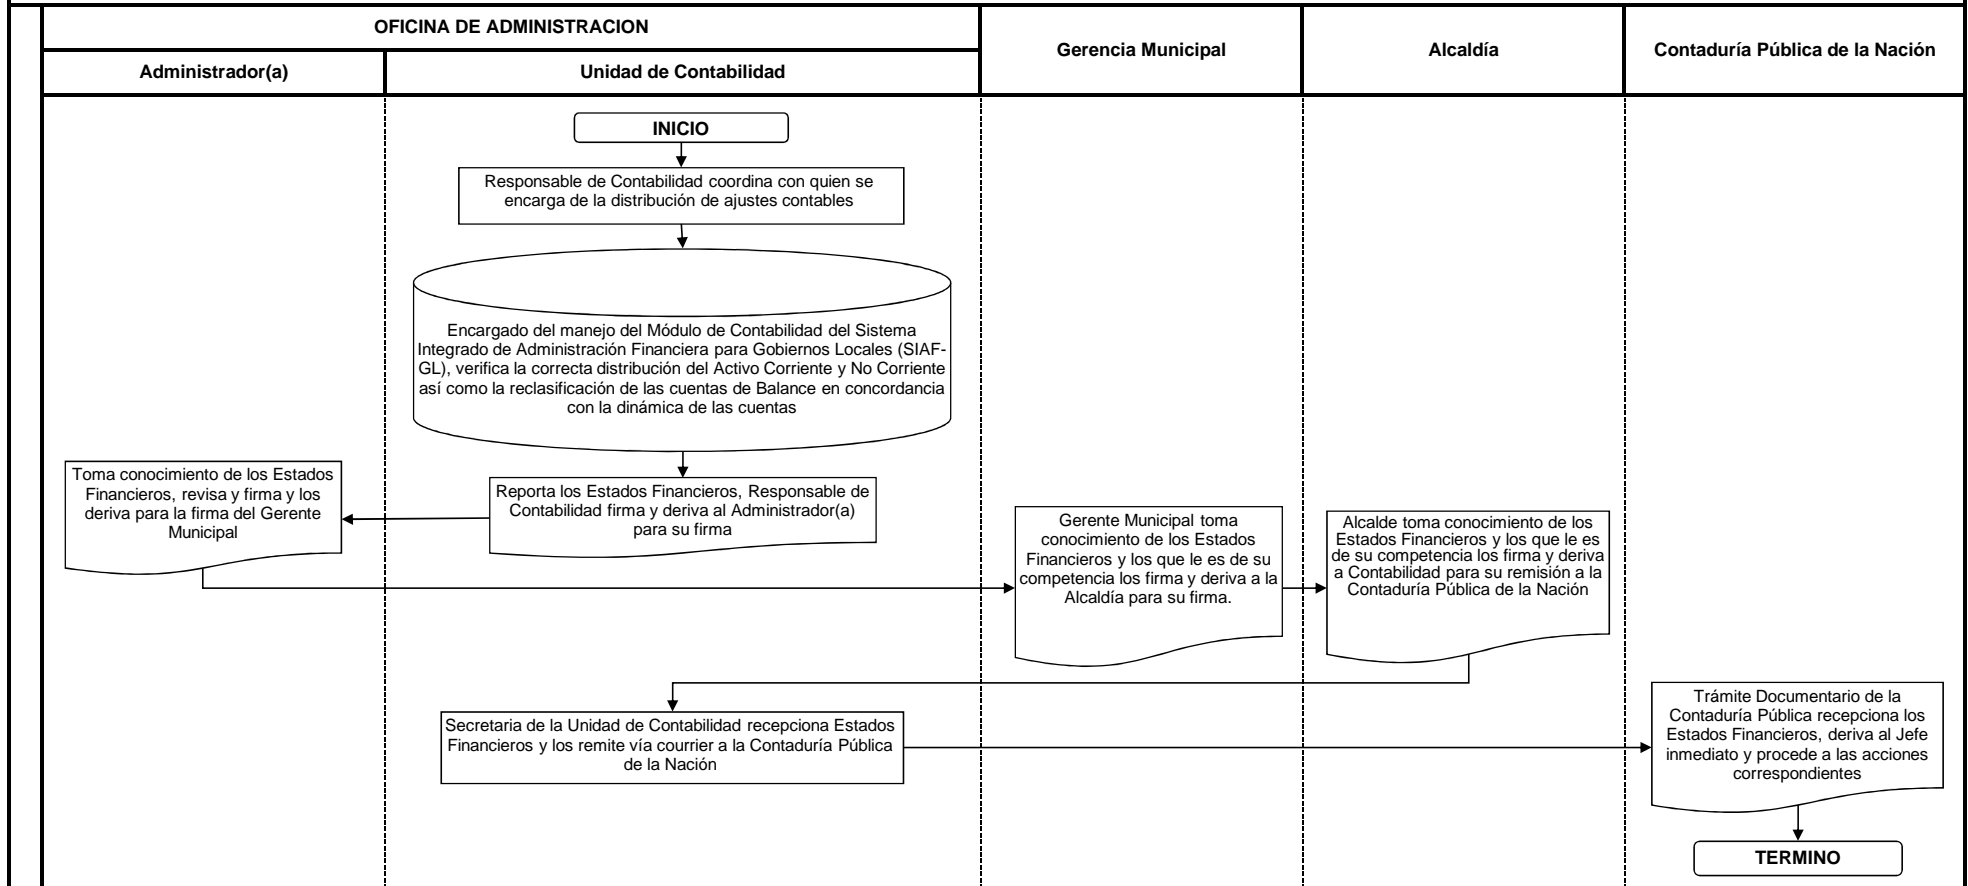 OFICINA DE ADMINISTRACION
Gerencia Municipal
Alcaldía
Contaduría Pública de la Nación
Administrador(a)
Unidad de Contabilidad
INICIO
Responsable de Contabilidad coordina con quien se
encarga de la distribución de ajustes contables
Encargado del manejo del Módulo de Contabilidad del Sistema
Integrado de Administración Financiera para Gobiernos Locales (SIAF-
GL), verifica la correcta distribución del Activo Corriente y No Corriente
así como la reclasificación de las cuentas de Balance en concordancia
con la dinámica de las cuentas
Reporta los Estados Financieros, Responsable de
Contabilidad firma y deriva al Administrador(a)
para su firma
Toma conocimiento de los Estados
Financieros, revisa y firma y los
deriva para la firma del Gerente
Municipal
Gerente Municipal toma
conocimiento de los Estados
Financieros y los que le es de su
competencia los firma y deriva a la
Alcaldía para su firma.
Alcalde toma conocimiento de los
Estados Financieros y los que le es
de su competencia los firma y deriva
a Contabilidad para su remisión a la
Contaduría Pública de la Nación
Secretaria de la Unidad de Contabilidad recepciona Estados
Financieros y los remite vía courrier a la Contaduría Pública
de la Nación
Trámite Documentario de la
Contaduría Pública recepciona los
Estados Financieros, deriva al Jefe
inmediato y procede a las acciones
correspondientes
TERMINO